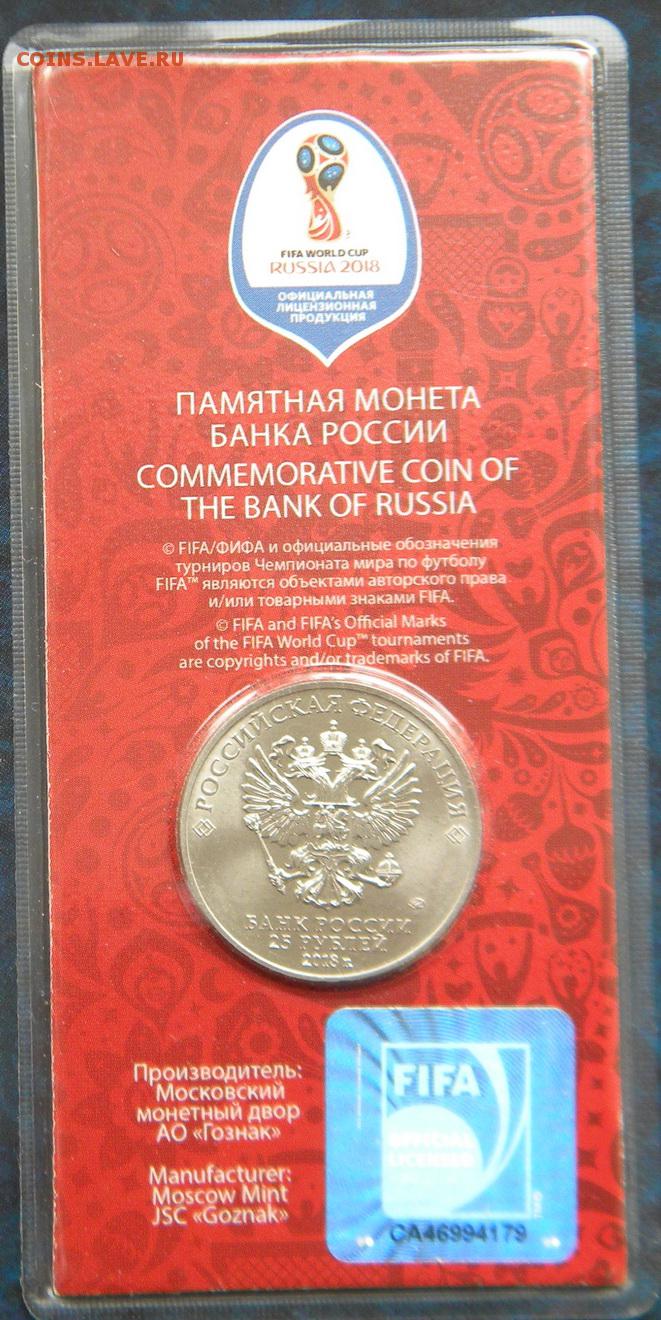 COINS.LAVE.RU
FIFA WORLD CUP
RUSSIA 2018
ОФИЦИАЛЬНАЯ
ЛИЦЕНЗИОННАЯ
ПРОДУКЦИЯ
ПАМЯТНАЯ МОНЕТА
БАНКА РОССИИ
COMMEMORATIVE COIN OF
THE BANK OF RUSSIA
© FIFA/ФИФА и официальные обозначения
турниров Чемпионата мира по футболу
FIFA™ являются объектами авторского права
и/или товарными знаками FIFA.
© FIFA and FIFA's Official Marks
of the FIFA World Cup™ tournaments
are copyrights and/or trademarks of FIFA.
РОССИЙСКАЯ ФЕДЕРАЦИЯ
БАНК РОССИИ
25 РУБЛЕЙ
2018 г.
Производитель:
Московский
монетный двор
АО «Гознак»
Manufacturer:
Moscow Mint
JSC «Goznak»
FIFA
OFFICIAL
LICENSED
CA46994179